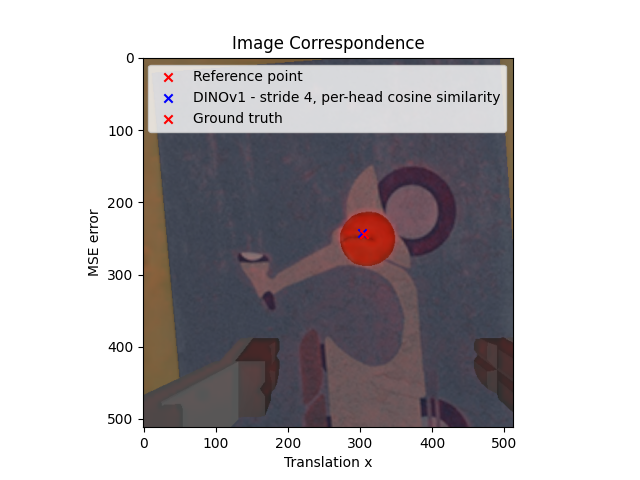 Image Correspondence
Reference point
DINOv1 - stride 4, per-head cosine similarity
Ground truth
0
100
200
300
400
500
MSE error
0 100 200 300 400 500
Translation x